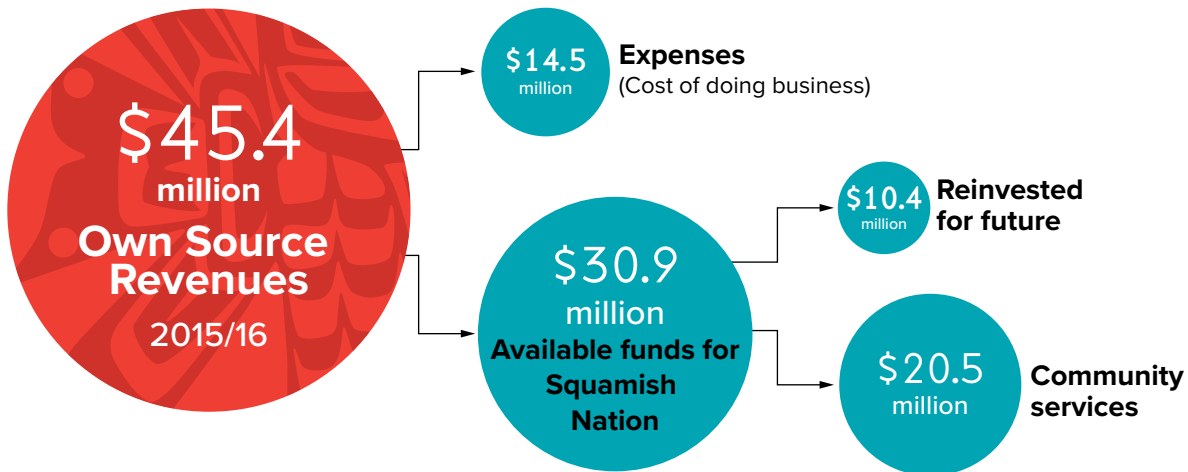 $45.4
million
Own Source
Revenues
2015/16
$14.5
million
Expenses
(Cost of doing business)
$30.9
million
Available funds for
Squamish
Nation
$10.4
million
Reinvested
for future
$20.5
million
Community
services